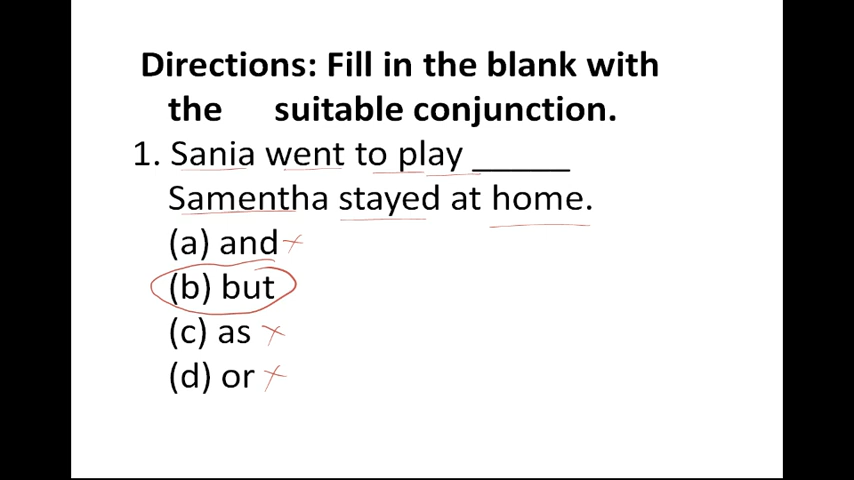 Directions: Fill in the blank with
the suitable conjunction.
1. Sania went to play _____
Samentha stayed at home.
(a) and
(b) but
(c) as
(d) or